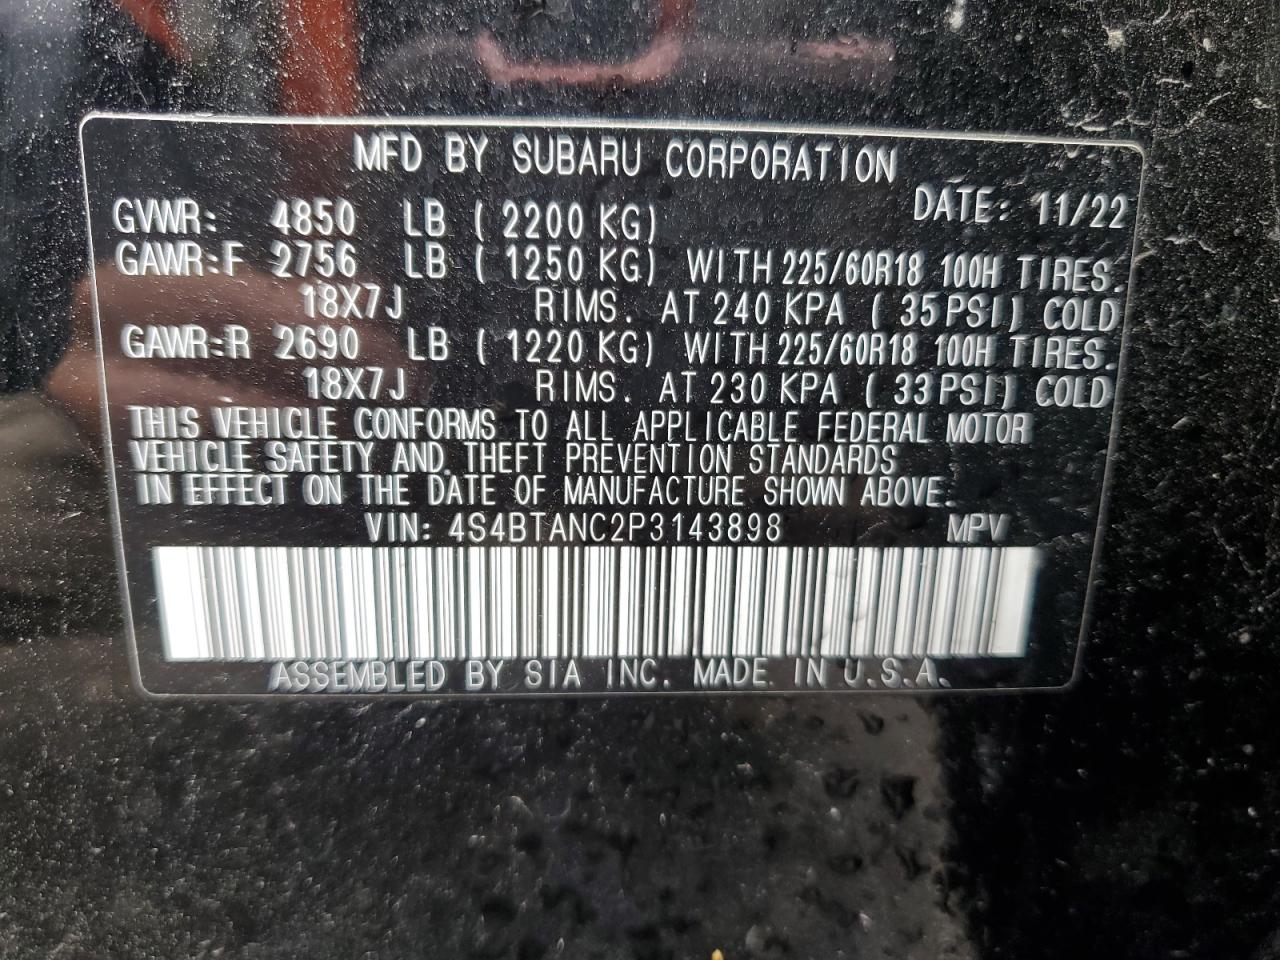 MFD BY SUBARU CORPORATION
DATE: 11/22
GVWR: 4850 LB ( 2200 KG)
GAWR:F 2756 LB ( 1250 KG) WITH 225/60R18 100H TIRES.
18X7J RIMS. AT 240 KPA ( 35 PSI) COLD
GAWR:R 2690 LB ( 1220 KG) WITH 225/60R18 100H TIRES.
18X7J RIMS. AT 230 KPA ( 33 PSI) COLD
THIS VEHICLE CONFORMS TO ALL APPLICABLE FEDERAL MOTOR
VEHICLE SAFETY AND THEFT PREVENTION STANDARDS
IN EFFECT ON THE DATE OF MANUFACTURE SHOWN ABOVE.
VIN: 4S4BTANC2P3143898 MPV
ASSEMBLED BY SIA INC. MADE IN U.S.A.